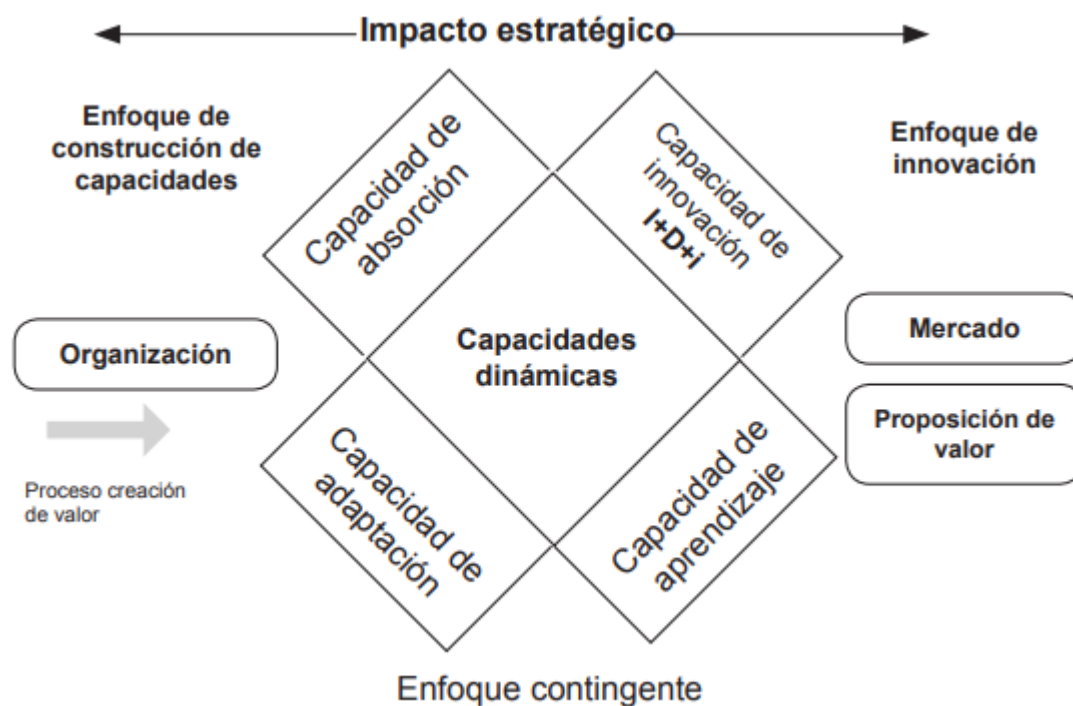 Impacto estratégico
Enfoque de
construcción de
capacidades
Capacidad de
absorción
Capacidad de
innovación
I+D+i
Enfoque de
innovación
Organización
Capacidades
dinámicas
Mercado
Proposición de
valor
Proceso creación
de valor
Capacidad de
adaptación
Capacidad de
aprendizaje
Enfoque contingente